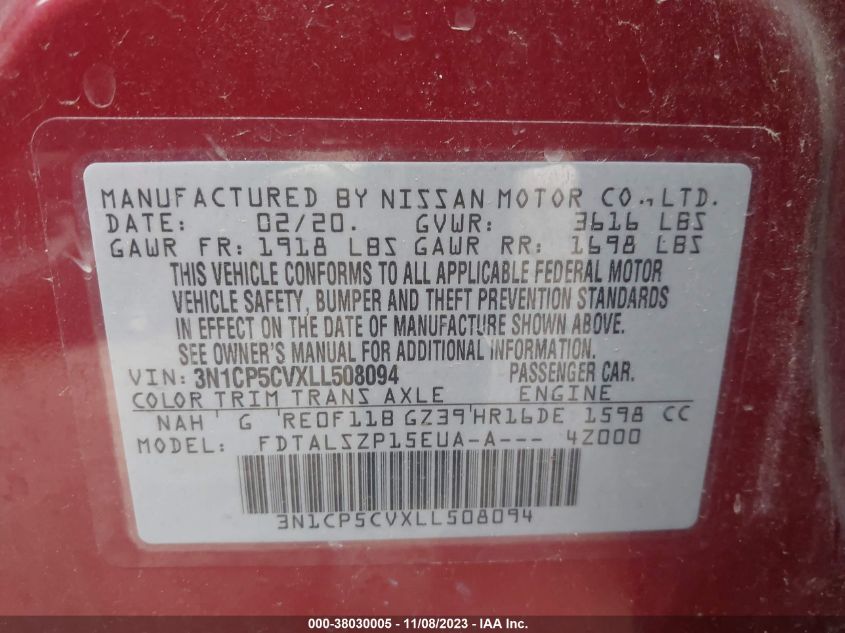 MANUFACTURED BY NISSAN MOTOR CO., LTD.
DATE: 02/20. GVWR: 3616 LBS
GAWR FR: 1918 LBS GAWR RR: 1698 LBS
THIS VEHICLE CONFORMS TO ALL APPLICABLE FEDERAL MOTOR
VEHICLE SAFETY, BUMPER AND THEFT PREVENTION STANDARDS
IN EFFECT ON THE DATE OF MANUFACTURE SHOWN ABOVE.
SEE OWNER'S MANUAL FOR ADDITIONAL INFORMATION.
VIN: 3N1CP5CVXLL508094 PASSENGER CAR.
COLOR TRIM TRANS AXLE ENGINE
NAH G RE0F11B GZ39 HR16DE 1598 CC
MODEL: FDTALSZP15EUA-A--- 4Z000
3N1CP5CVXLL508094
000-38030005 - 11/08/2023 - IAA Inc.